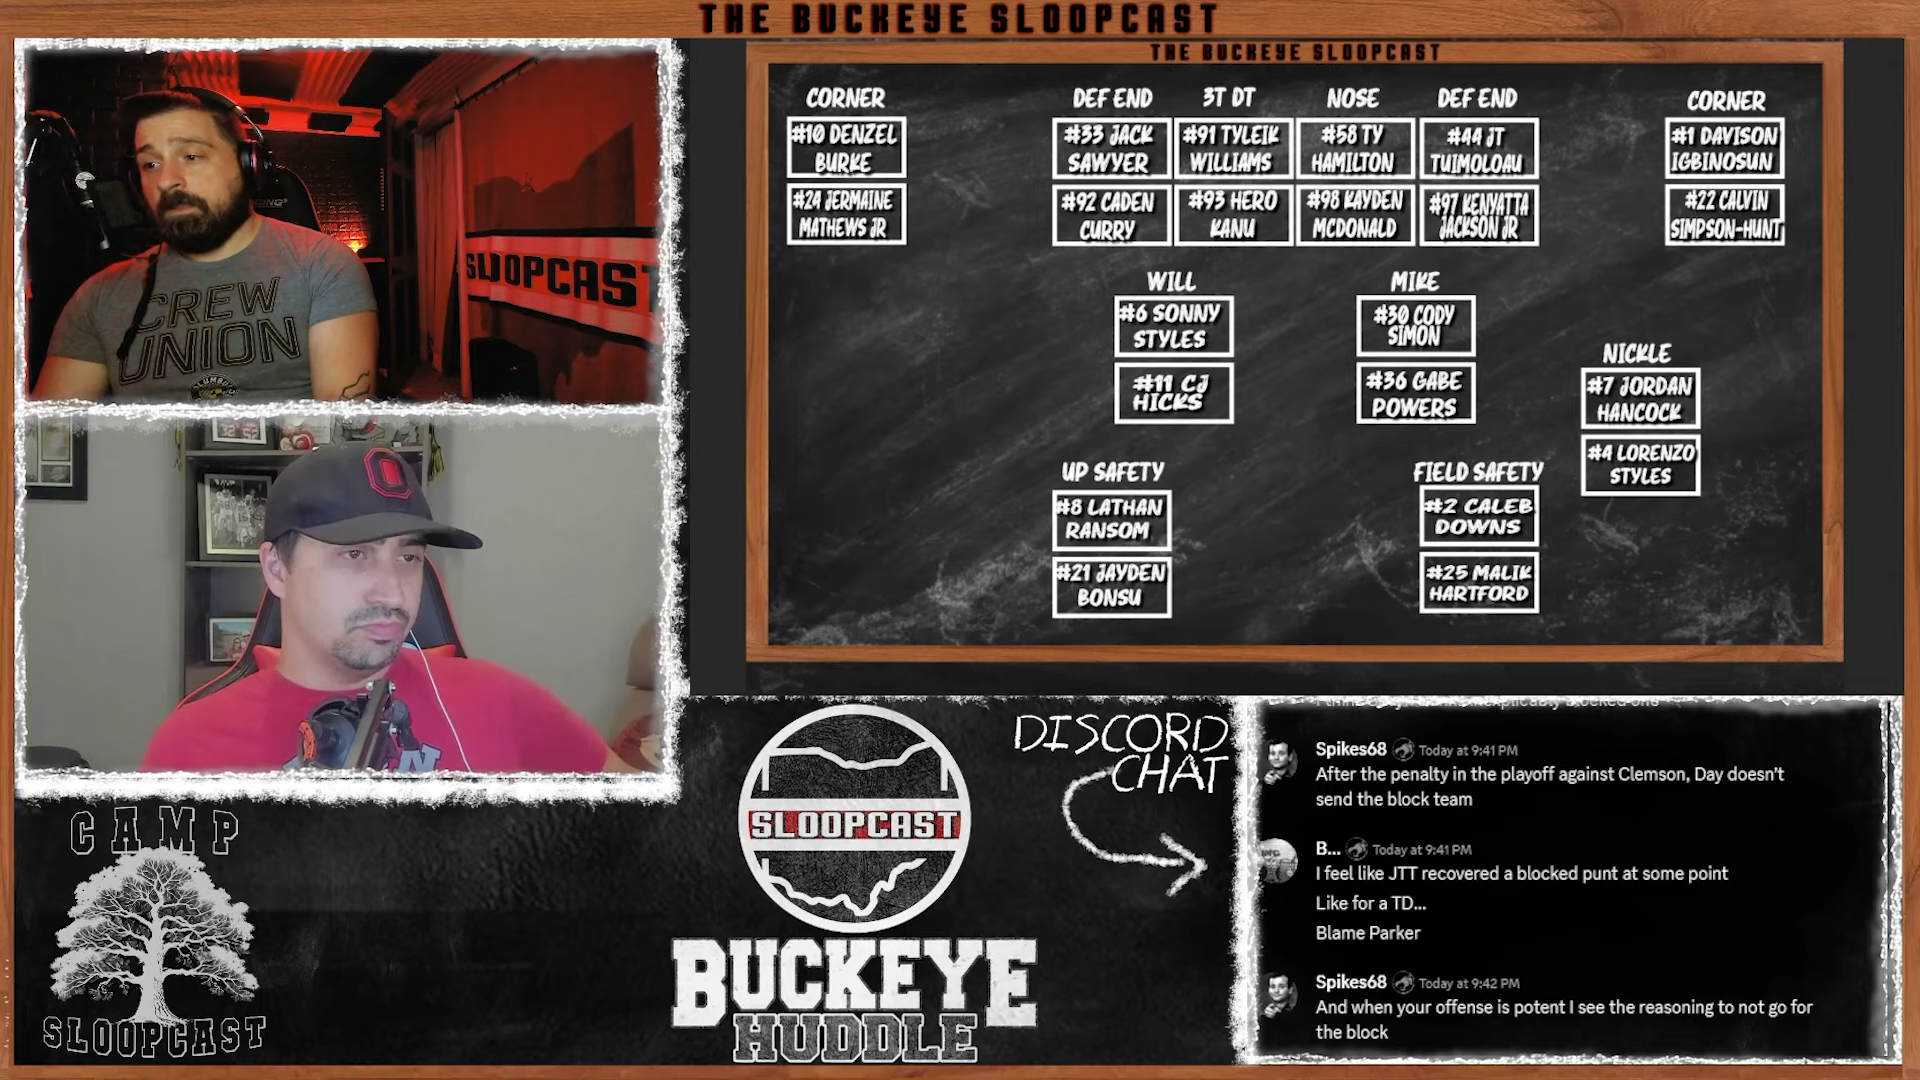 THE BUCKEYE SLOOPCAST
THE BUCKEYE SLOOPCAST
CORNER
#10 DENZEL
BURKE
#24 JERMAINE
MATHEWS JR
DEF END
#33 JACK
SAWYER
#92 CADEN
CURRY
3T DT
#91 TYLEIK
WILLIAMS
#93 HERO
KANU
NOSE
#58 TY
HAMILTON
#98 KAYDEN
MCDONALD
DEF END
#44 JT
TUIMOLOAU
#97 KENYATTA
JACKSON JR
CORNER
#1 DAVISON
IGBINOSUN
#22 CALVIN
SIMPSON-HUNT
WILL
#6 SONNY
STYLES
#11 CJ
HICKS
MIKE
#30 CODY
SIMON
#36 GABE
POWERS
NICKLE
#7 JORDAN
HANCOCK
#4 LORENZO
STYLES
UP SAFETY
#8 LATHAN
RANSOM
#21 JAYDEN
BONSU
FIELD SAFETY
#2 CALEB
DOWNS
#25 MALIK
HARTFORD
CREW
UNION
SLOOPCAST
CAMP
SLOOPCAST
SLOOPCAST
BUCKEYE
HUDDLE
DISCORD
CHAT
Spikes68 Today at 9:41 PM
After the penalty in the playoff against Clemson, Day doesn't
send the block team
B... Today at 9:41 PM
I feel like JTT recovered a blocked punt at some point
Like for a TD...
Blame Parker
Spikes68 Today at 9:42 PM
And when your offense is potent I see the reasoning to not go for
the block